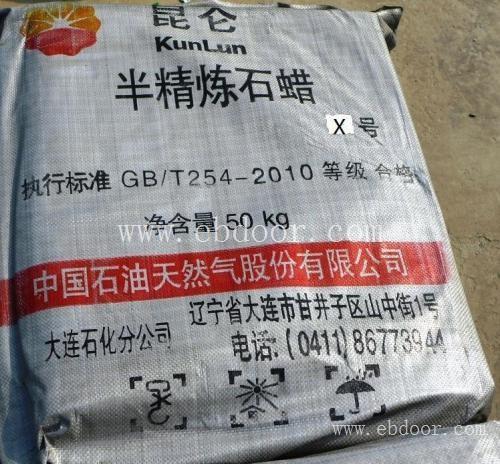 昆仑
KunLun
半精炼石蜡
X 号
执行标准 GB/T254-2010 等级 合格
净含量 50 kg
www.ebdoor.com
中国石油天然气股份有限公司
大连石化分公司
辽宁省大连市甘井子区山中街1号
电话: (0411) 86773944
www.ebdoor.com